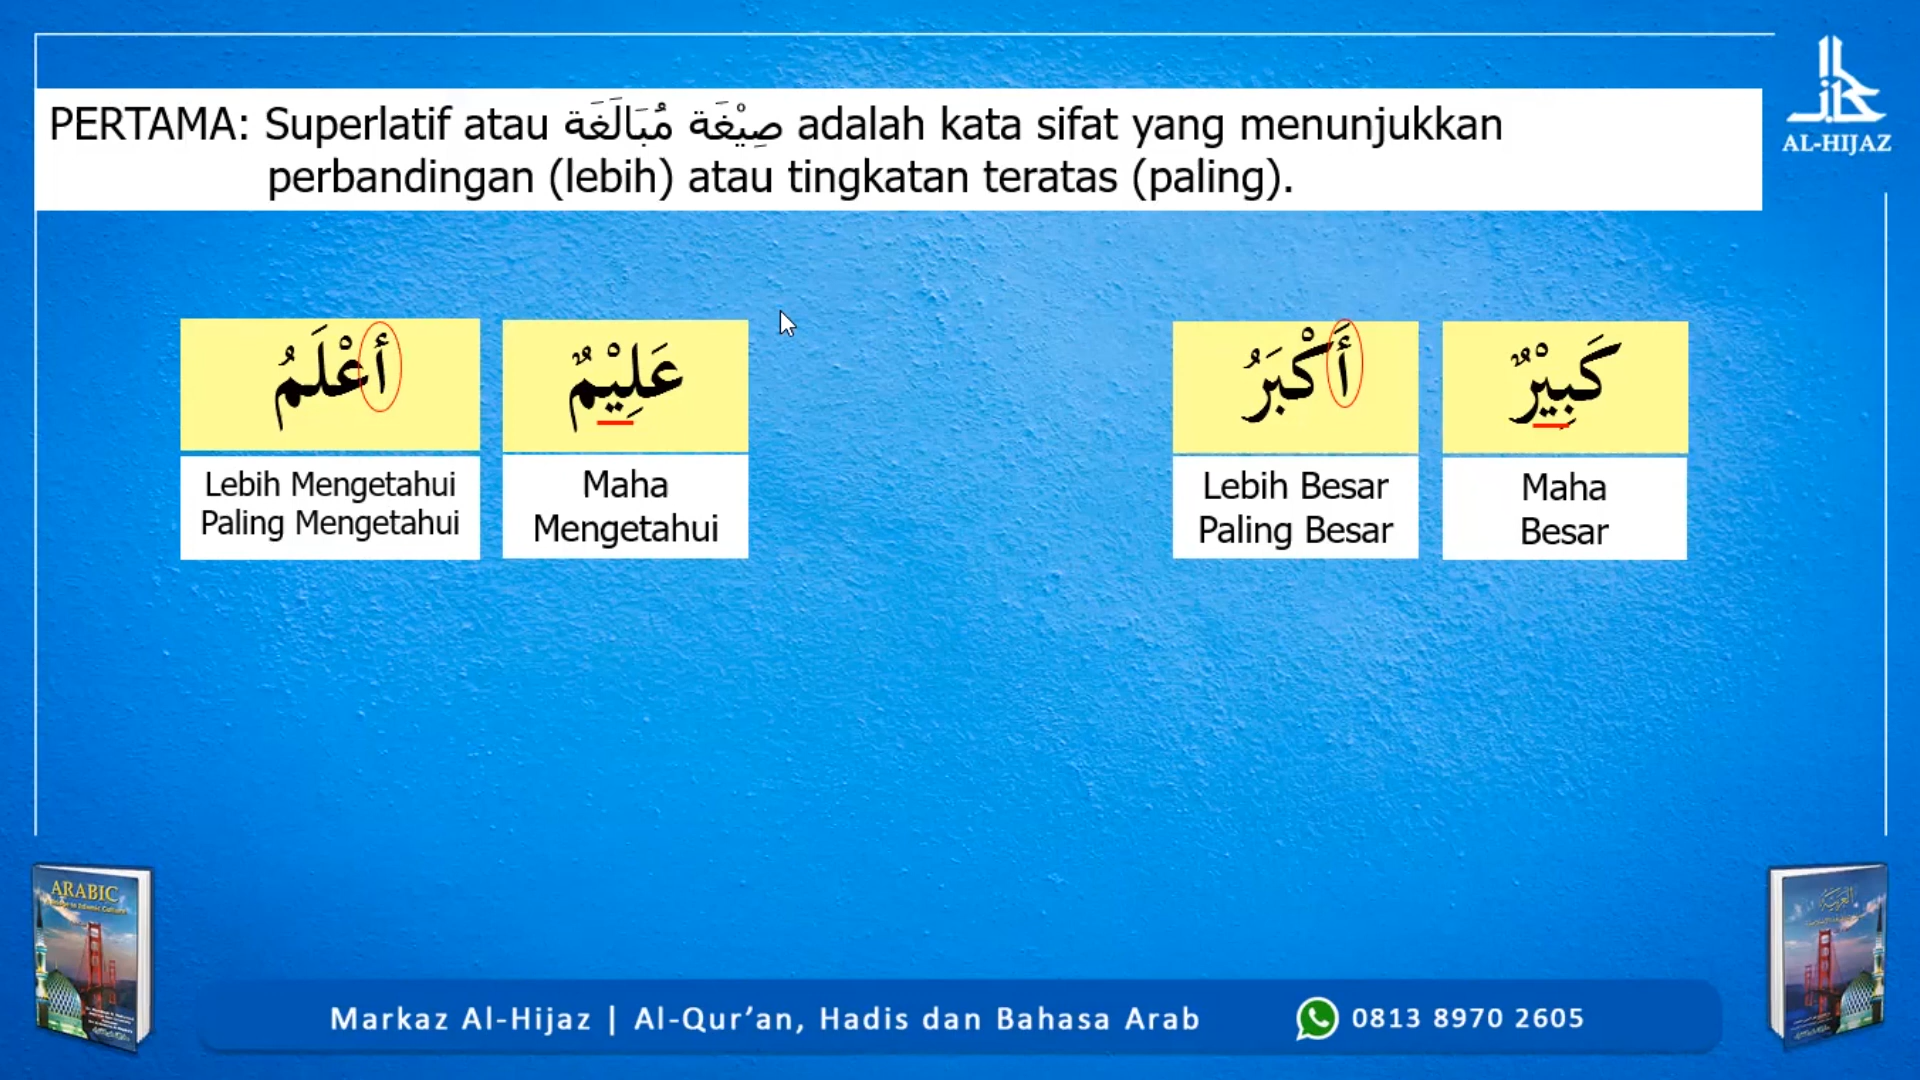 AL-HIJAZ
PERTAMA: Superlatif atau صِيْغَة مُبَالَغَة adalah kata sifat yang menunjukkan
perbandingan (lebih) atau tingkatan teratas (paling).
أَعْلَمُ
Lebih Mengetahui
Paling Mengetahui
عَلِيْمٌ
Maha
Mengetahui
أَكْبَرُ
Lebih Besar
Paling Besar
كَبِيْرٌ
Maha
Besar
ARABIC
Markaz Al-Hijaz | Al-Qur’an, Hadis dan Bahasa Arab
0813 8970 2605